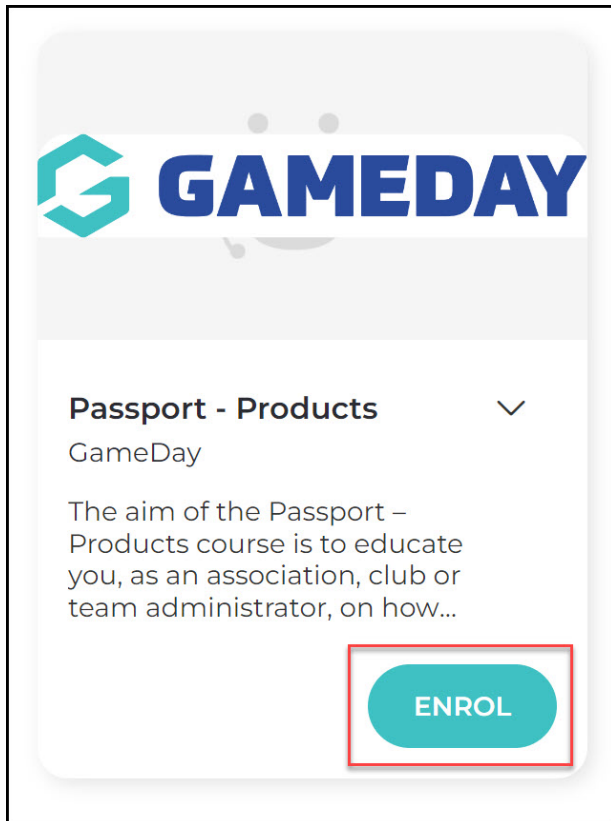 GAMEDAY
Passport - Products
GameDay
The aim of the Passport –
Products course is to educate
you, as an association, club or
team administrator, on how...
ENROL